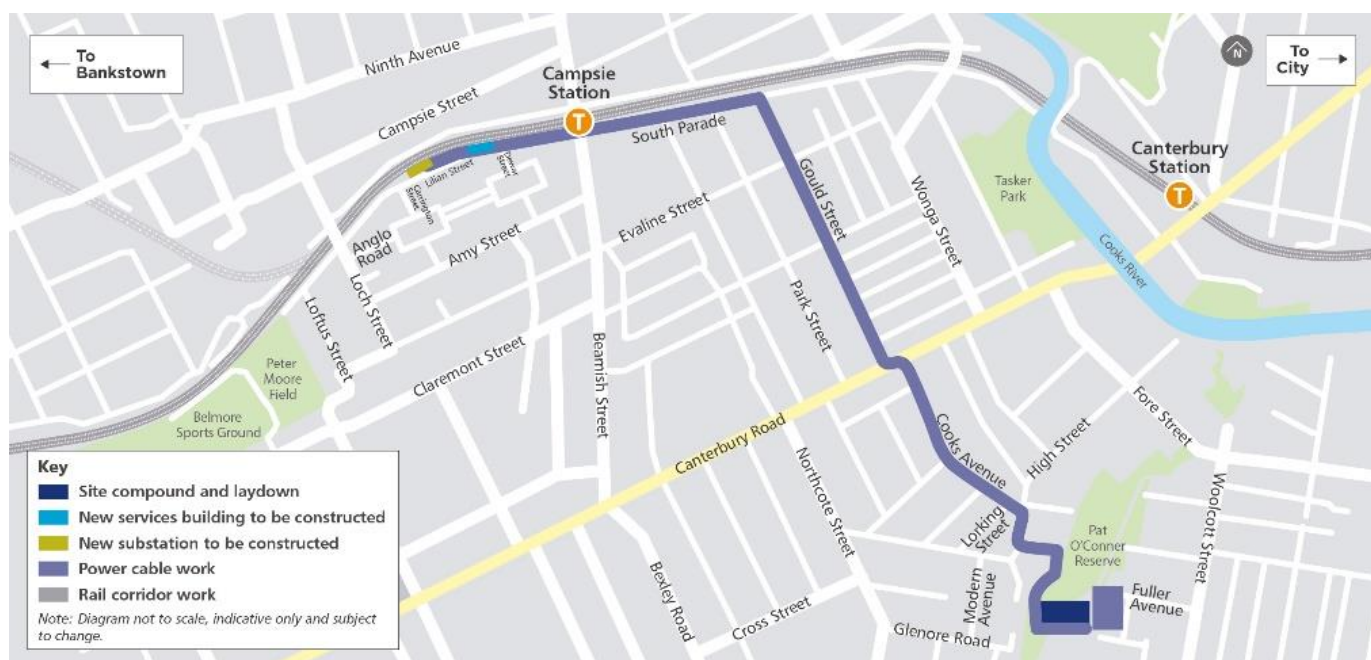 To
Bankstown
Ninth Avenue
Campsie Street
Campsie
Station
T
N
To
City
Canterbury
Station
T
South Parade
Lilian Street
Dewar
Street
Carrington
Street
Anglo
Road
Amy Street
Evaline Street
Gould Street
Wonga Street
Tasker
Park
Cooks River
Loch Street
Loftus Street
Park Street
Claremont Street
Beamish Street
Peter
Moore
Field
Belmore
Sports Ground
Canterbury Road
Cooks Avenue
High Street
Fore Street
Woolcott Street
Northcote Street
Lorking
Street
Pat
O'Conner
Reserve
Modern
Avenue
Fuller
Avenue
Bexley Road
Cross Street
Glenore Road
Key
Site compound and laydown
New services building to be constructed
New substation to be constructed
Power cable work
Rail corridor work
Note: Diagram not to scale, indicative only and subject
to change.